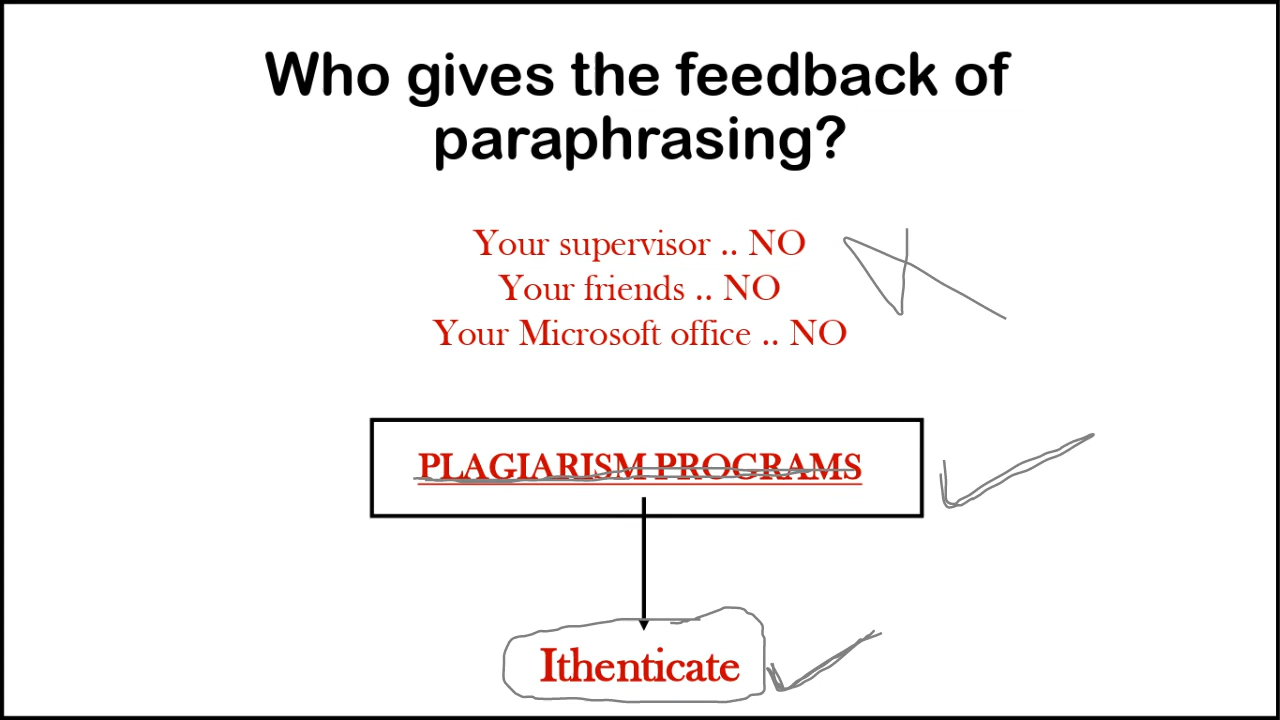 Who gives the feedback of
paraphrasing?
Your supervisor .. NO
Your friends .. NO
Your Microsoft office .. NO
PLAGIARISM PROGRAMS
Ithenticate